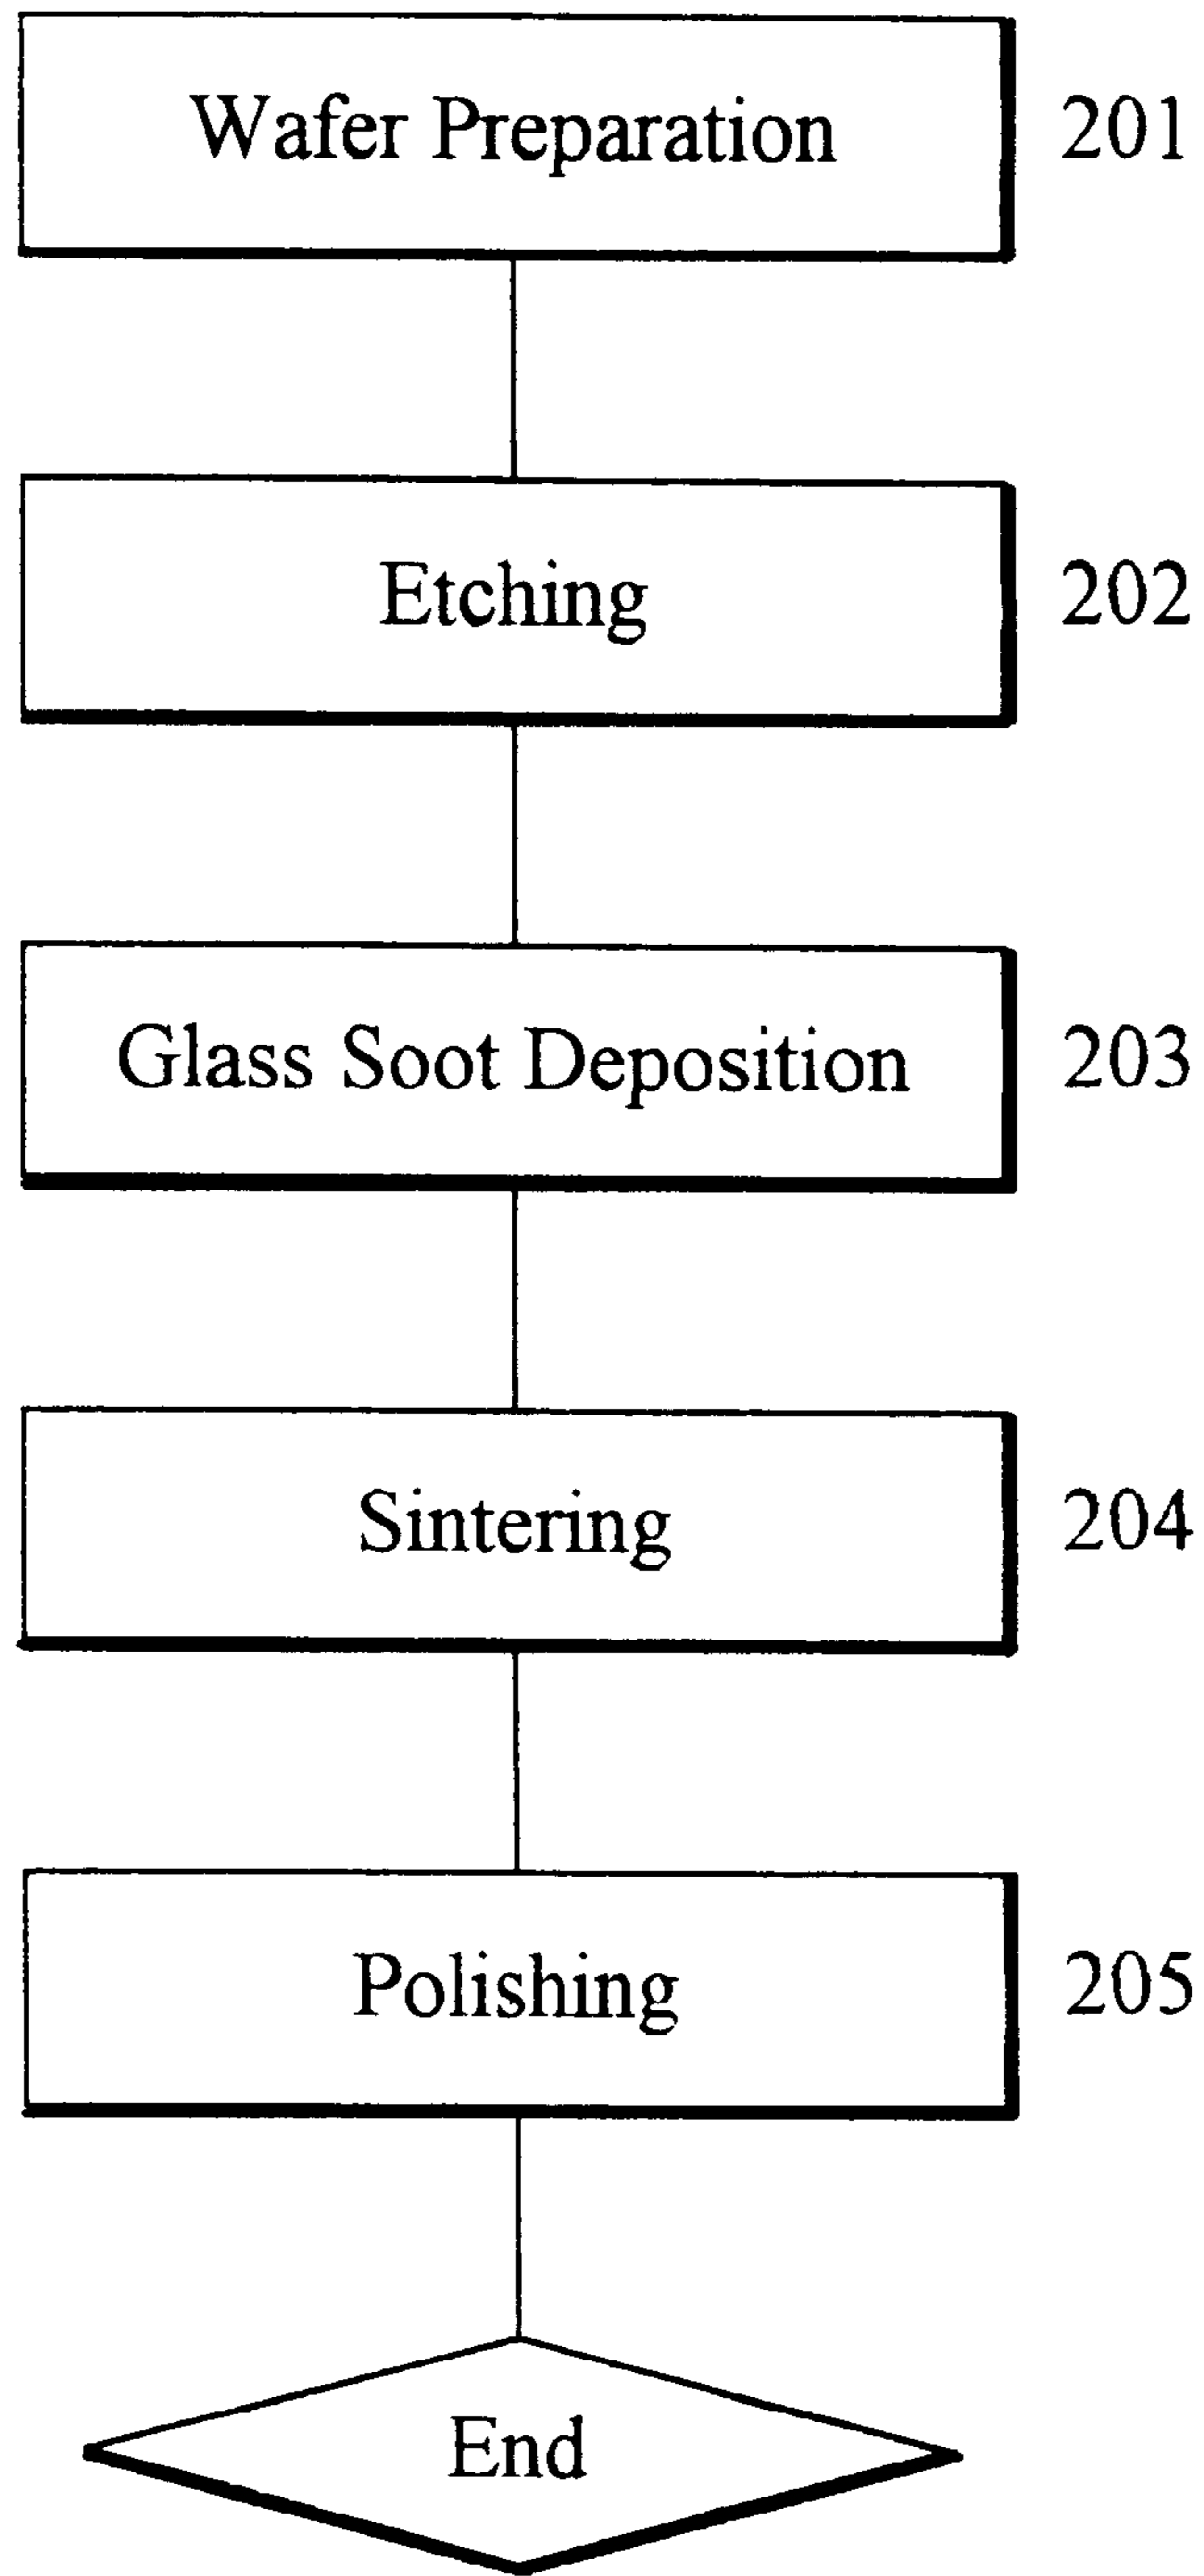 Wafer Preparation 201
Etching 202
Glass Soot Deposition 203
Sintering 204
Polishing 205
End